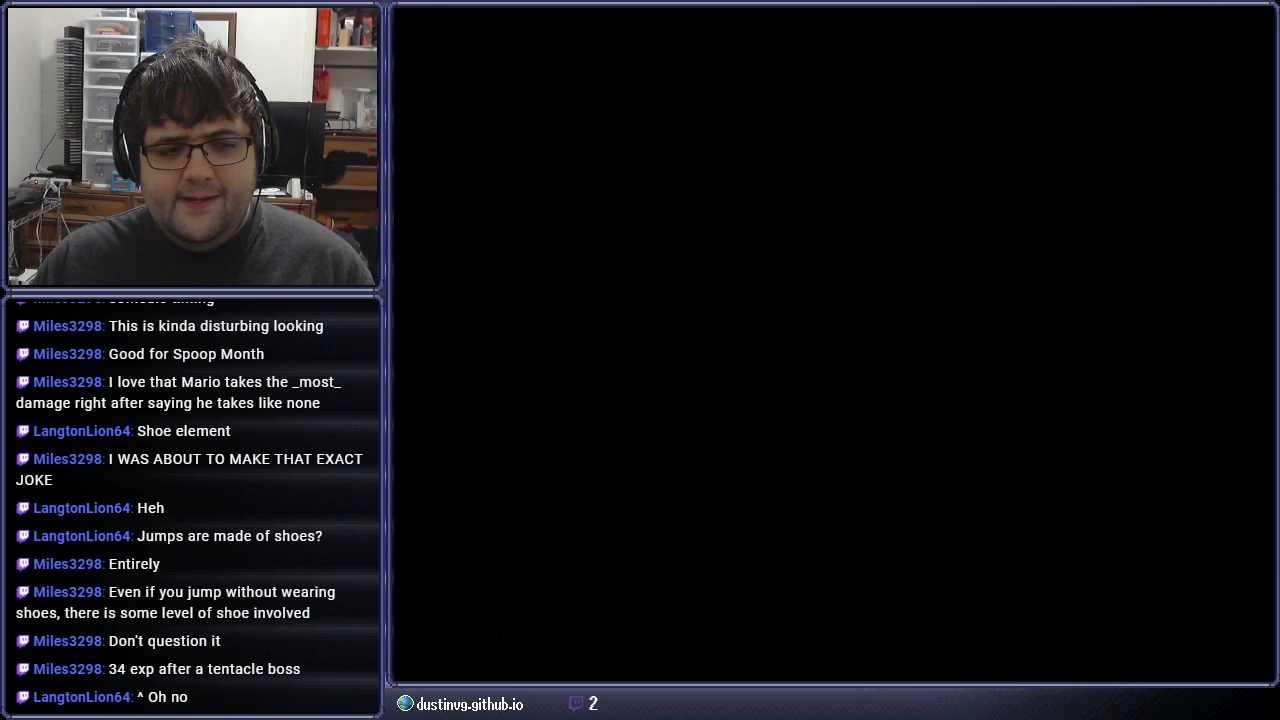 Miles3298: This is kinda disturbing looking
Miles3298: Good for Spoop Month
Miles3298: I love that Mario takes the _most_
damage right after saying he takes like none
LangtonLion64: Shoe element
Miles3298: I WAS ABOUT TO MAKE THAT EXACT
JOKE
LangtonLion64: Heh
LangtonLion64: Jumps are made of shoes?
Miles3298: Entirely
Miles3298: Even if you jump without wearing
shoes, there is some level of shoe involved
Miles3298: Don't question it
Miles3298: 34 exp after a tentacle boss
LangtonLion64: ^ Oh no
dustinvg.github.io
2